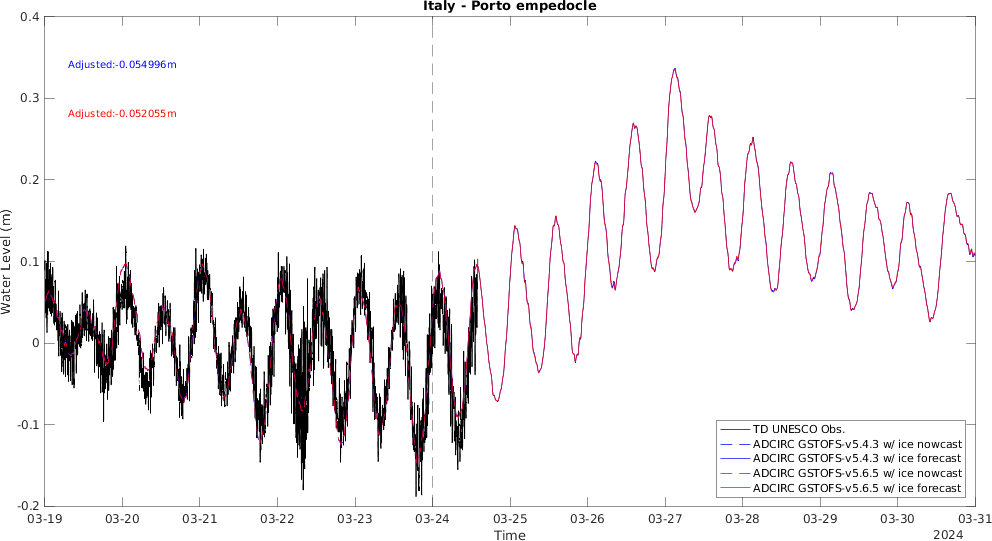 Italy - Porto empedocle
Adjusted:-0.054996m
Adjusted:-0.052055m
Water Level (m)
0.4
0.3
0.2
0.1
0
-0.1
-0.2
03-19 03-20 03-21 03-22 03-23 03-24 03-25 03-26 03-27 03-28 03-29 03-30 03-31
Time
2024
TD UNESCO Obs.
ADCIRC GSTOFS-v5.4.3 w/ ice nowcast
ADCIRC GSTOFS-v5.4.3 w/ ice forecast
ADCIRC GSTOFS-v5.6.5 w/ ice nowcast
ADCIRC GSTOFS-v5.6.5 w/ ice forecast